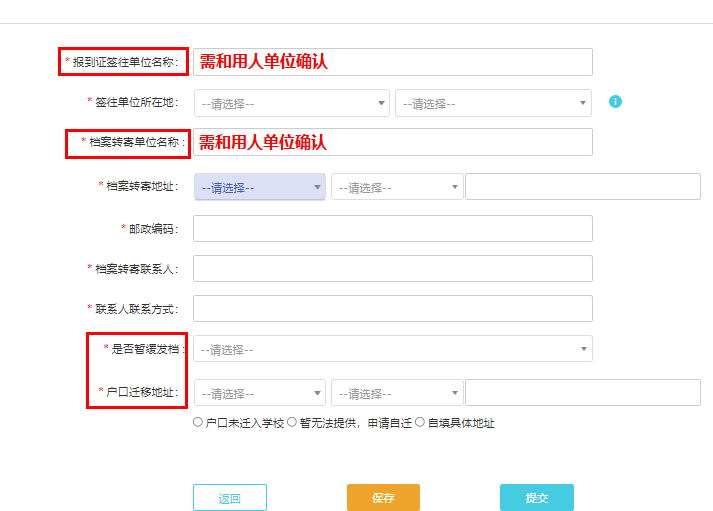 * 报到证签往单位名称： 需和用人单位确认
* 签往单位所在地： --请选择-- --请选择-- i
* 档案转寄单位名称： 需和用人单位确认
* 档案转寄地址： --请选择-- --请选择--
* 邮政编码：
* 档案转寄联系人：
* 联系人联系方式：
* 是否暂缓发档： --请选择--
* 户口迁移地址： --请选择-- --请选择--
户口未迁入学校 暂无法提供，申请自迁 自填具体地址
返回 保存 提交